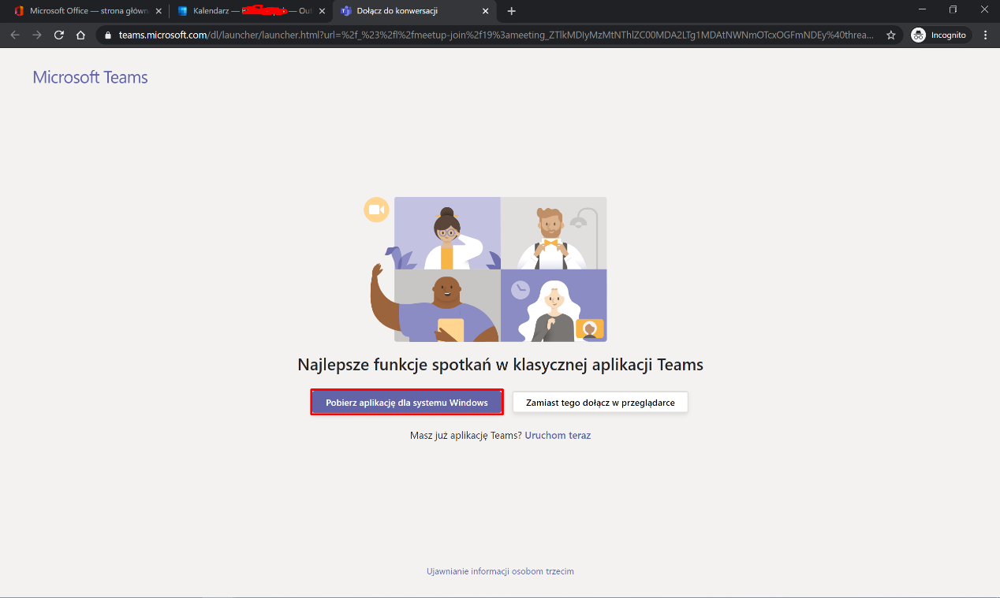 Microsoft Office — strona główn
Kalendarz — — Out
Dołącz do konwersacji
teams.microsoft.com/dl/launcher/launcher.html?url=%2f_%23%2fl%2fmeetup-join%2f19%3ameeting_ZTlkMDIyMzMtNThlZC00MDA2LTg1MDAtNWNmOTcxOGFmNDEy%40threa...
Incognito
Microsoft Teams
Najlepsze funkcje spotkań w klasycznej aplikacji Teams
Pobierz aplikację dla systemu Windows
Zamiast tego dołącz w przeglądarce
Masz już aplikację Teams? Uruchom teraz
Ujawnianie informacji osobom trzecim